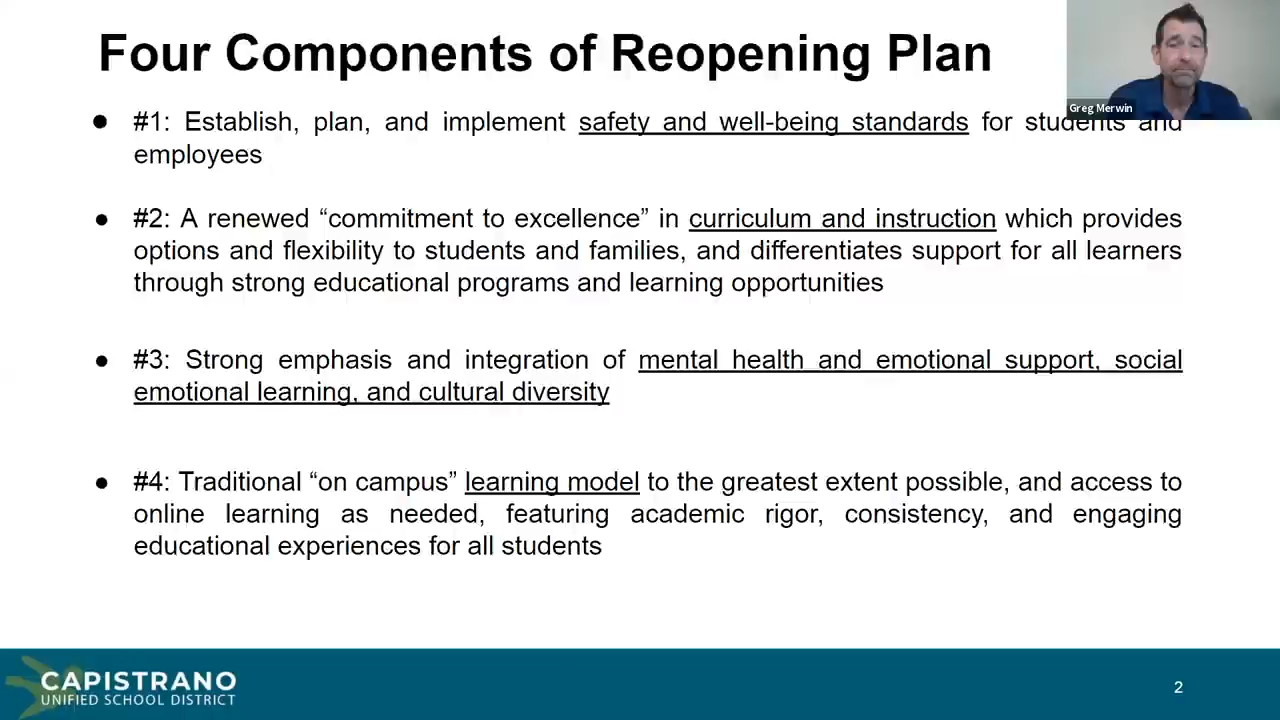 Four Components of Reopening Plan
Greg Merwin
● #1: Establish, plan, and implement safety and well-being standards for students and
employees
● #2: A renewed “commitment to excellence” in curriculum and instruction which provides
options and flexibility to students and families, and differentiates support for all learners
through strong educational programs and learning opportunities
● #3: Strong emphasis and integration of mental health and emotional support, social
emotional learning, and cultural diversity
● #4: Traditional “on campus” learning model to the greatest extent possible, and access to
online learning as needed, featuring academic rigor, consistency, and engaging
educational experiences for all students
CAPISTRANO
UNIFIED SCHOOL DISTRICT
2